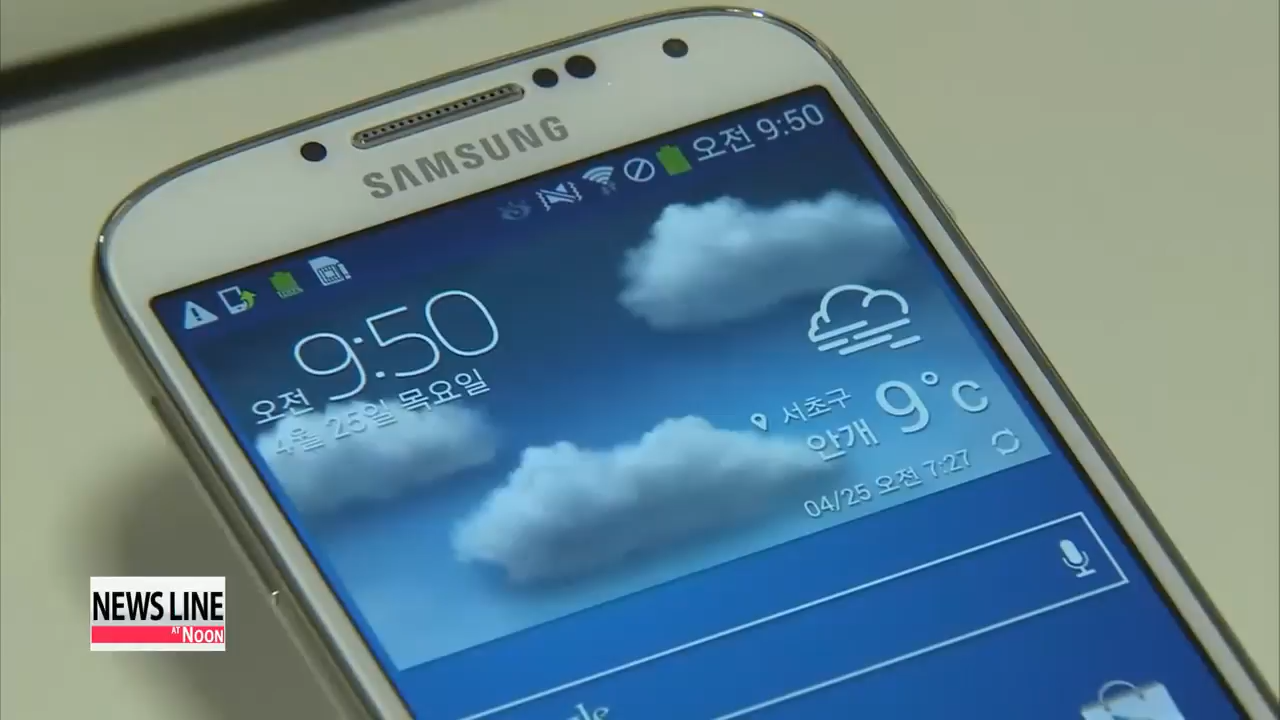 SAMSUNG
오전 9:50
9:50
오전
4월 25일 목요일
서초구
안개 9°C
04/25 오전 7:27
NEWS LINE
AT NOON